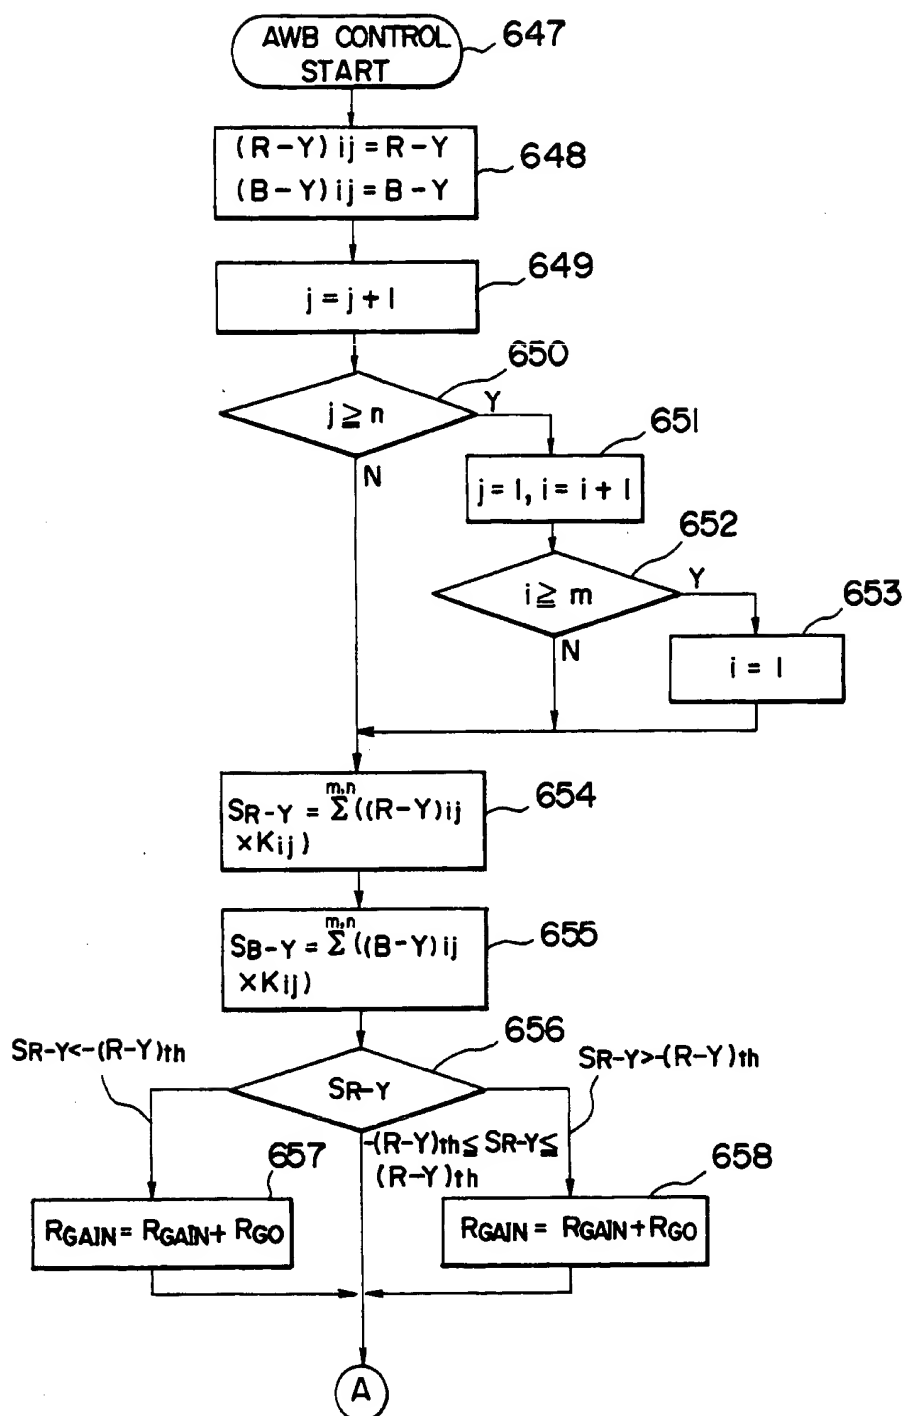 AWB CONTROL
START
647
(R-Y) ij = R-Y
(B-Y) ij = B-Y
648
j = j + 1
649
j ≧ n
650
Y
N
j = 1, i = i + 1
651
i ≧ m
652
Y
N
i = 1
653
m,n
SR-Y = Σ((R-Y)ij
×Kij)
654
m,n
SB-Y = Σ((B-Y)ij
×Kij)
655
SR-Y<-(R-Y)th
SR-Y
656
SR-Y>-(R-Y)th
-(R-Y)th≦ SR-Y≦
(R-Y)th
RGAIN = RGAIN + RGO
657
RGAIN = RGAIN + RGO
658
A